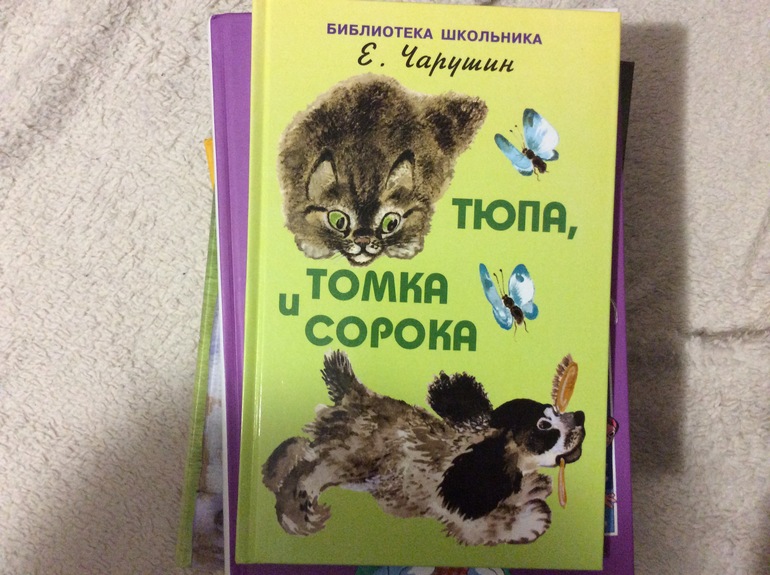 БИБЛИОТЕКА ШКОЛЬНИКА
Е. Чарушин
ТЮПА,
ТОМКА
и СОРОКА